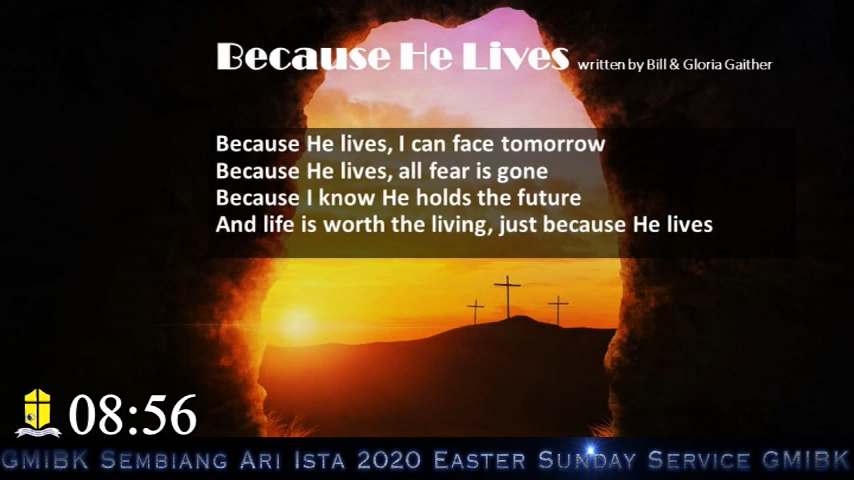 Because He Lives written by Bill & Gloria Gaither
Because He lives, I can face tomorrow
Because He lives, all fear is gone
Because I know He holds the future
And life is worth the living, just because He lives
08:56
GMIBK Sembiang Ari Ista 2020 Easter Sunday Service GMIBK